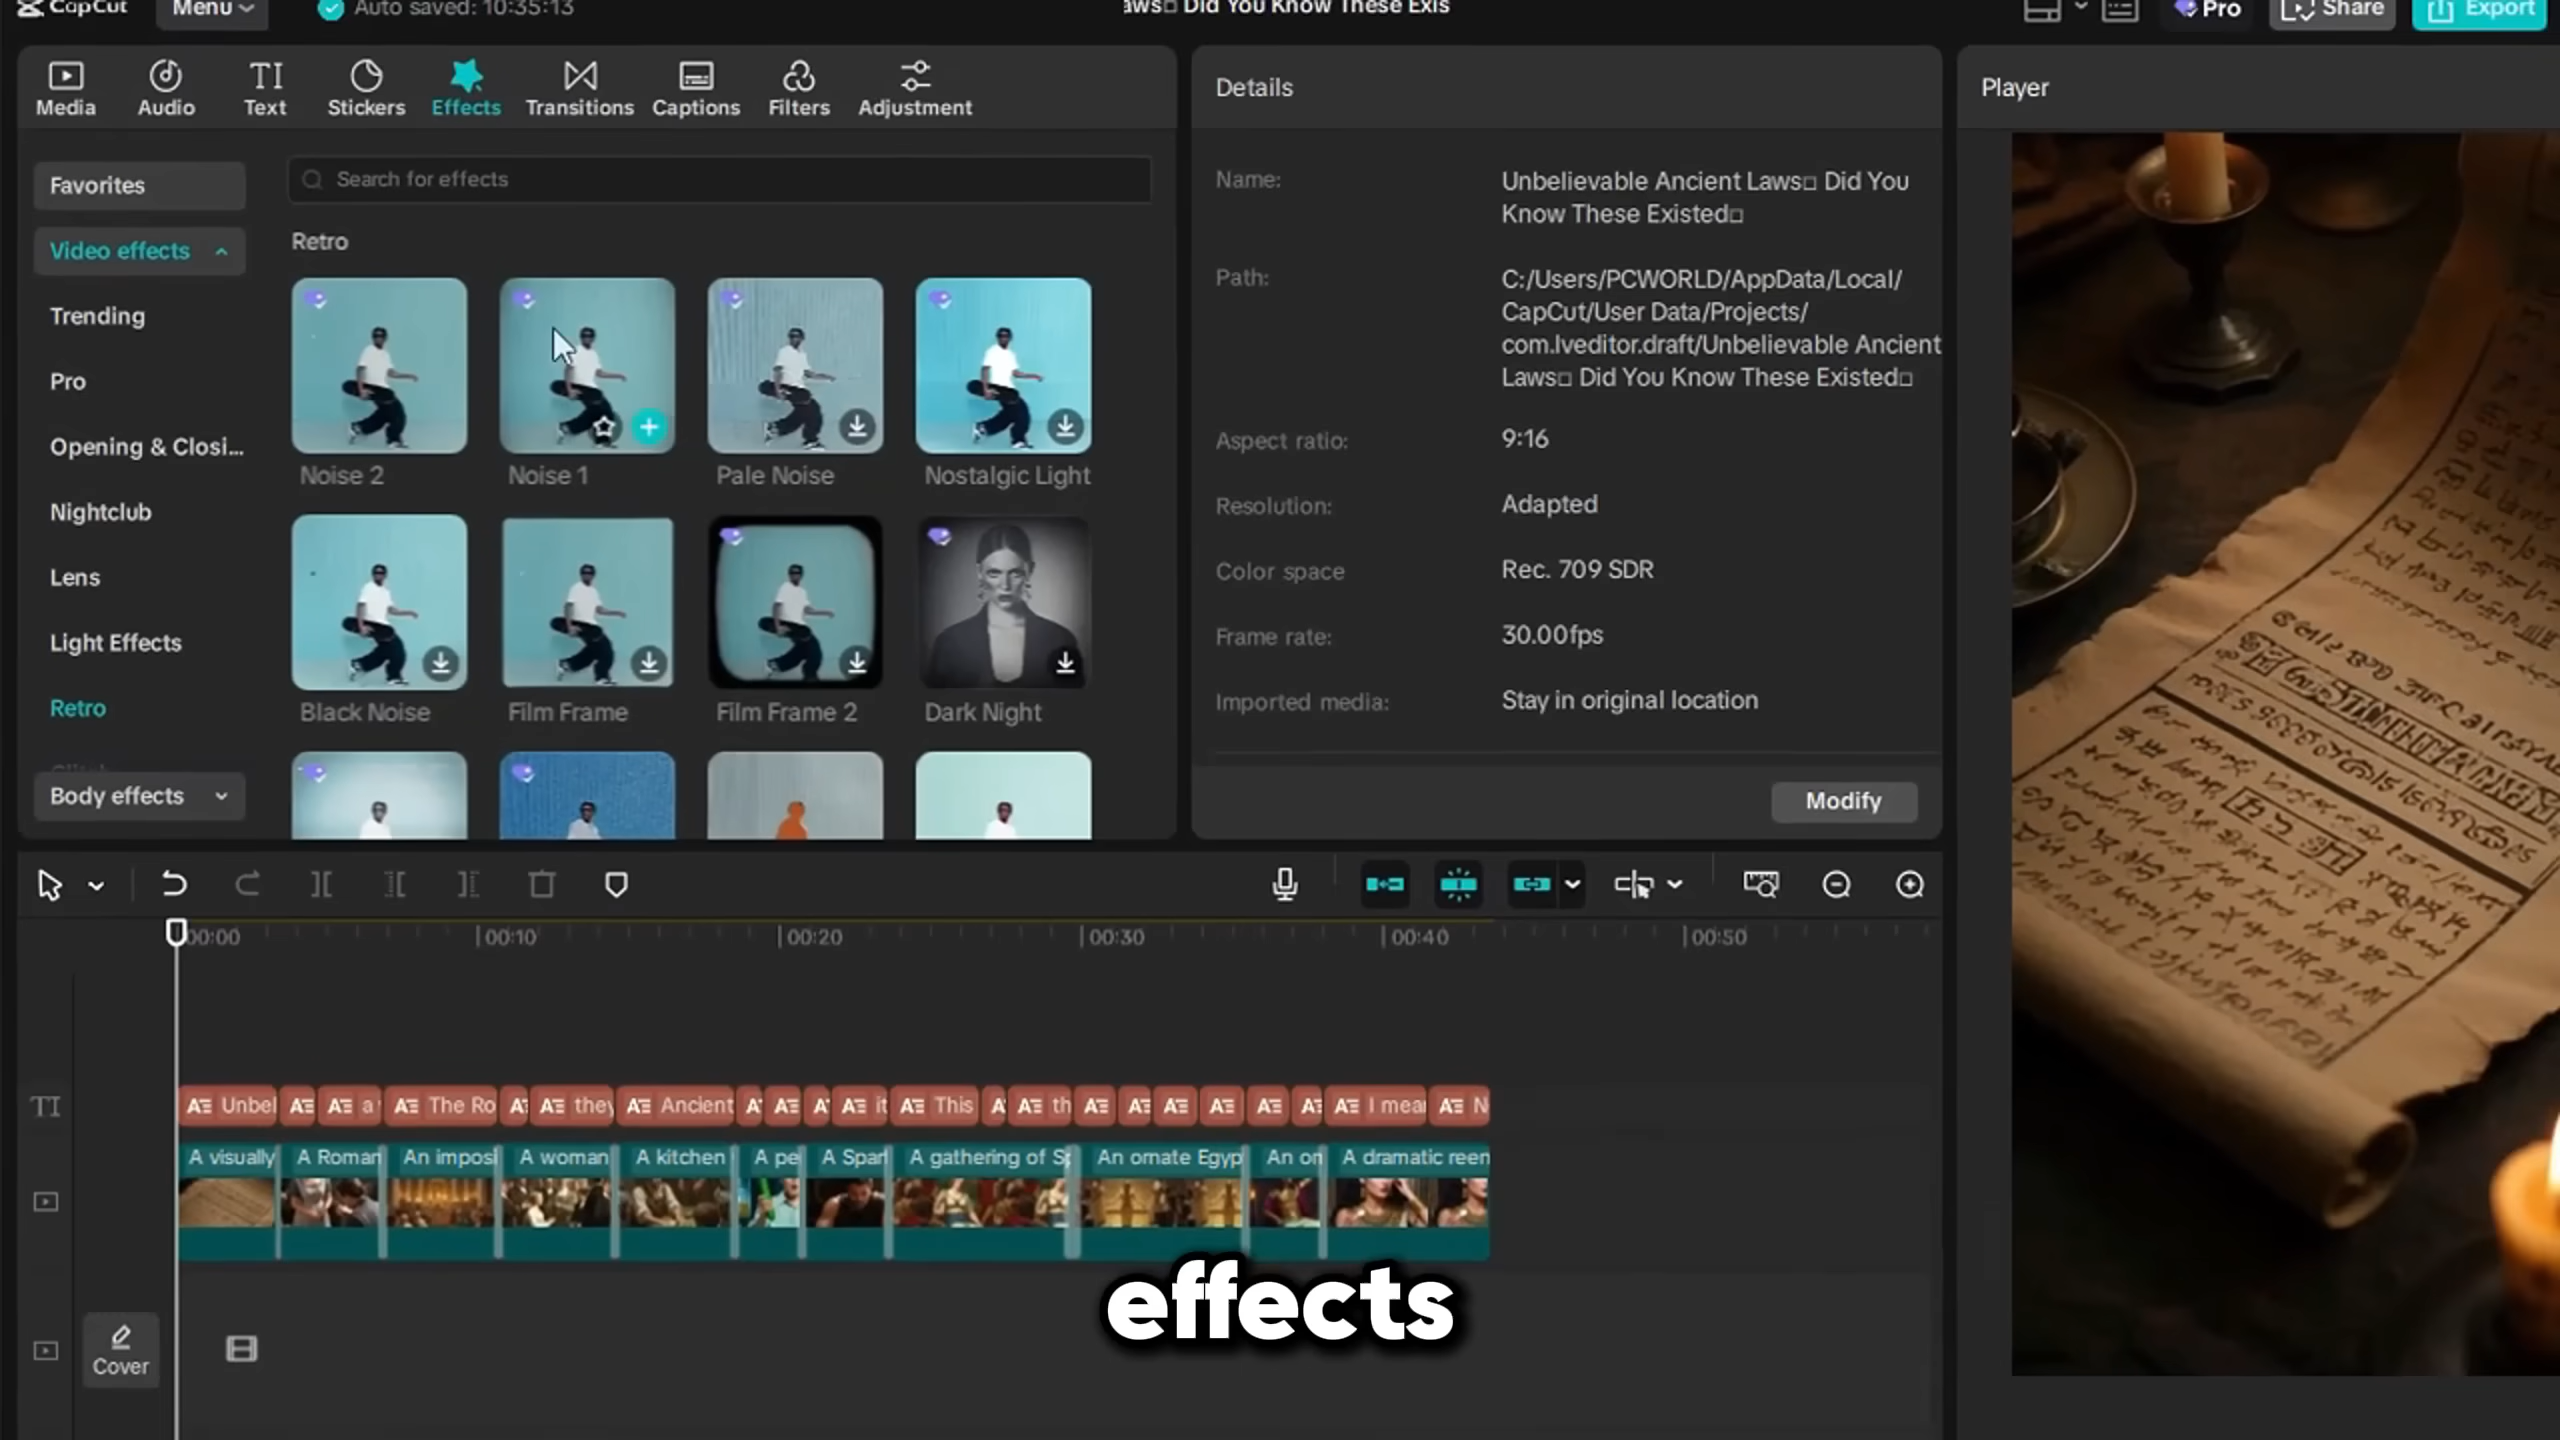 CapCut
Menu
Auto saved: 10:35:13
aws□ Did You Know These Exis
Pro
Share
Export
Media
Audio
Text
Stickers
Effects
Transitions
Captions
Filters
Adjustment
Favorites
Video effects
Trending
Pro
Opening & Closi...
Nightclub
Lens
Light Effects
Retro
Body effects
Search for effects
Retro
Noise 2
Noise 1
Pale Noise
Nostalgic Light
Black Noise
Film Frame
Film Frame 2
Dark Night
Details
Name:
Unbelievable Ancient Laws□ Did You
Know These Existed□
Path:
C:/Users/PCWORLD/AppData/Local/
CapCut/User Data/Projects/
com.lveditor.draft/Unbelievable Ancient
Laws□ Did You Know These Existed□
Aspect ratio:
9:16
Resolution:
Adapted
Color space
Rec. 709 SDR
Frame rate:
30.00fps
Imported media:
Stay in original location
Modify
Player
00:00
00:10
00:20
00:30
00:40
00:50
Unbel
a
The Ro
they
Ancient
it
This
th
I mear
N
A visually
A Roman
An imposi
A woman
A kitchen
A pe
A Spar
A gathering of Sp
An ornate Egyp
An or
A dramatic reen
effects
Cover